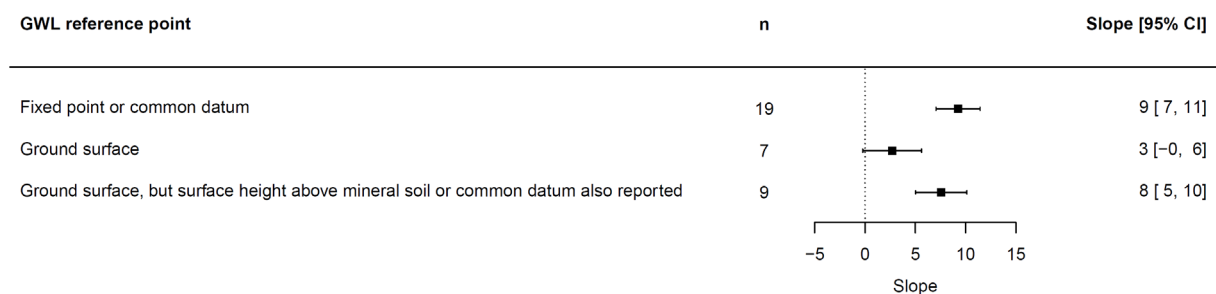 GWL reference point n Slope [95% CI]
Fixed point or common datum 19 9 [ 7, 11]
Ground surface 7 3 [−0, 6]
Ground surface, but surface height above mineral soil or common datum also reported 9 8 [ 5, 10]
−5 0 5 10 15
Slope